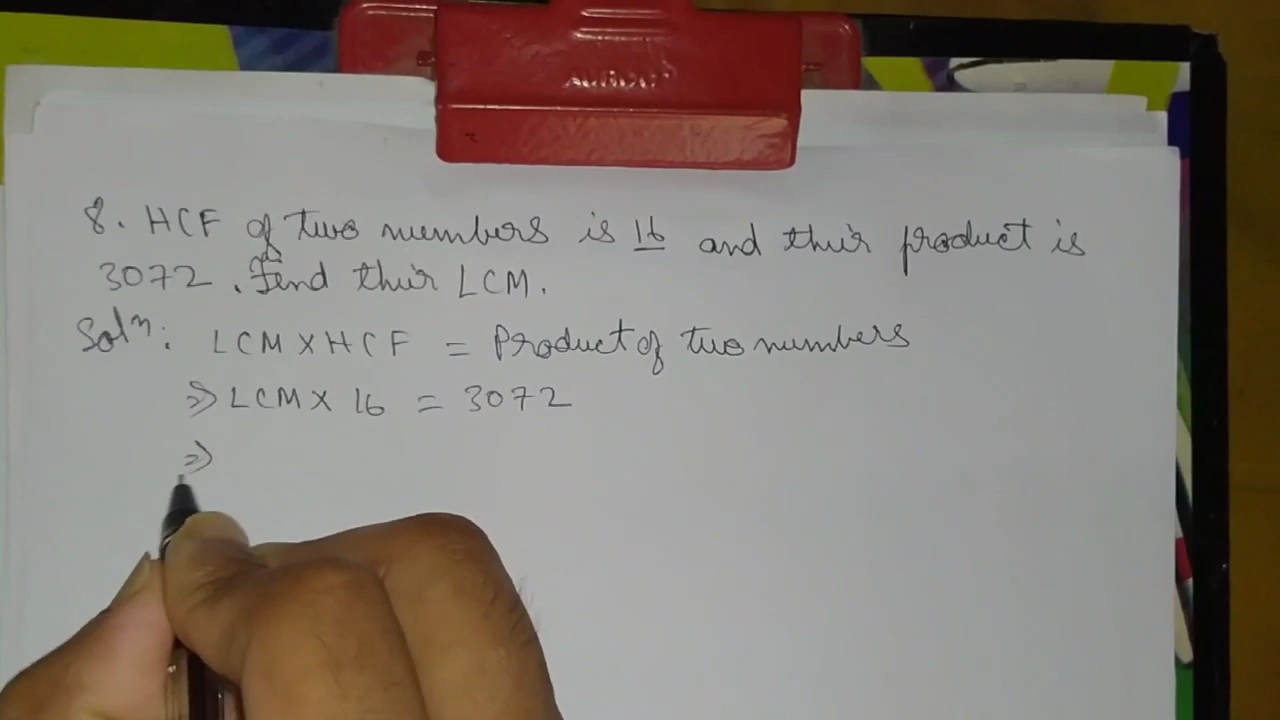 8. HCF of two numbers is 16 and their product is
3072. Find their LCM.
Solⁿ: LCM X HCF = Product of two numbers
⇒ LCM X 16 = 3072
⇒